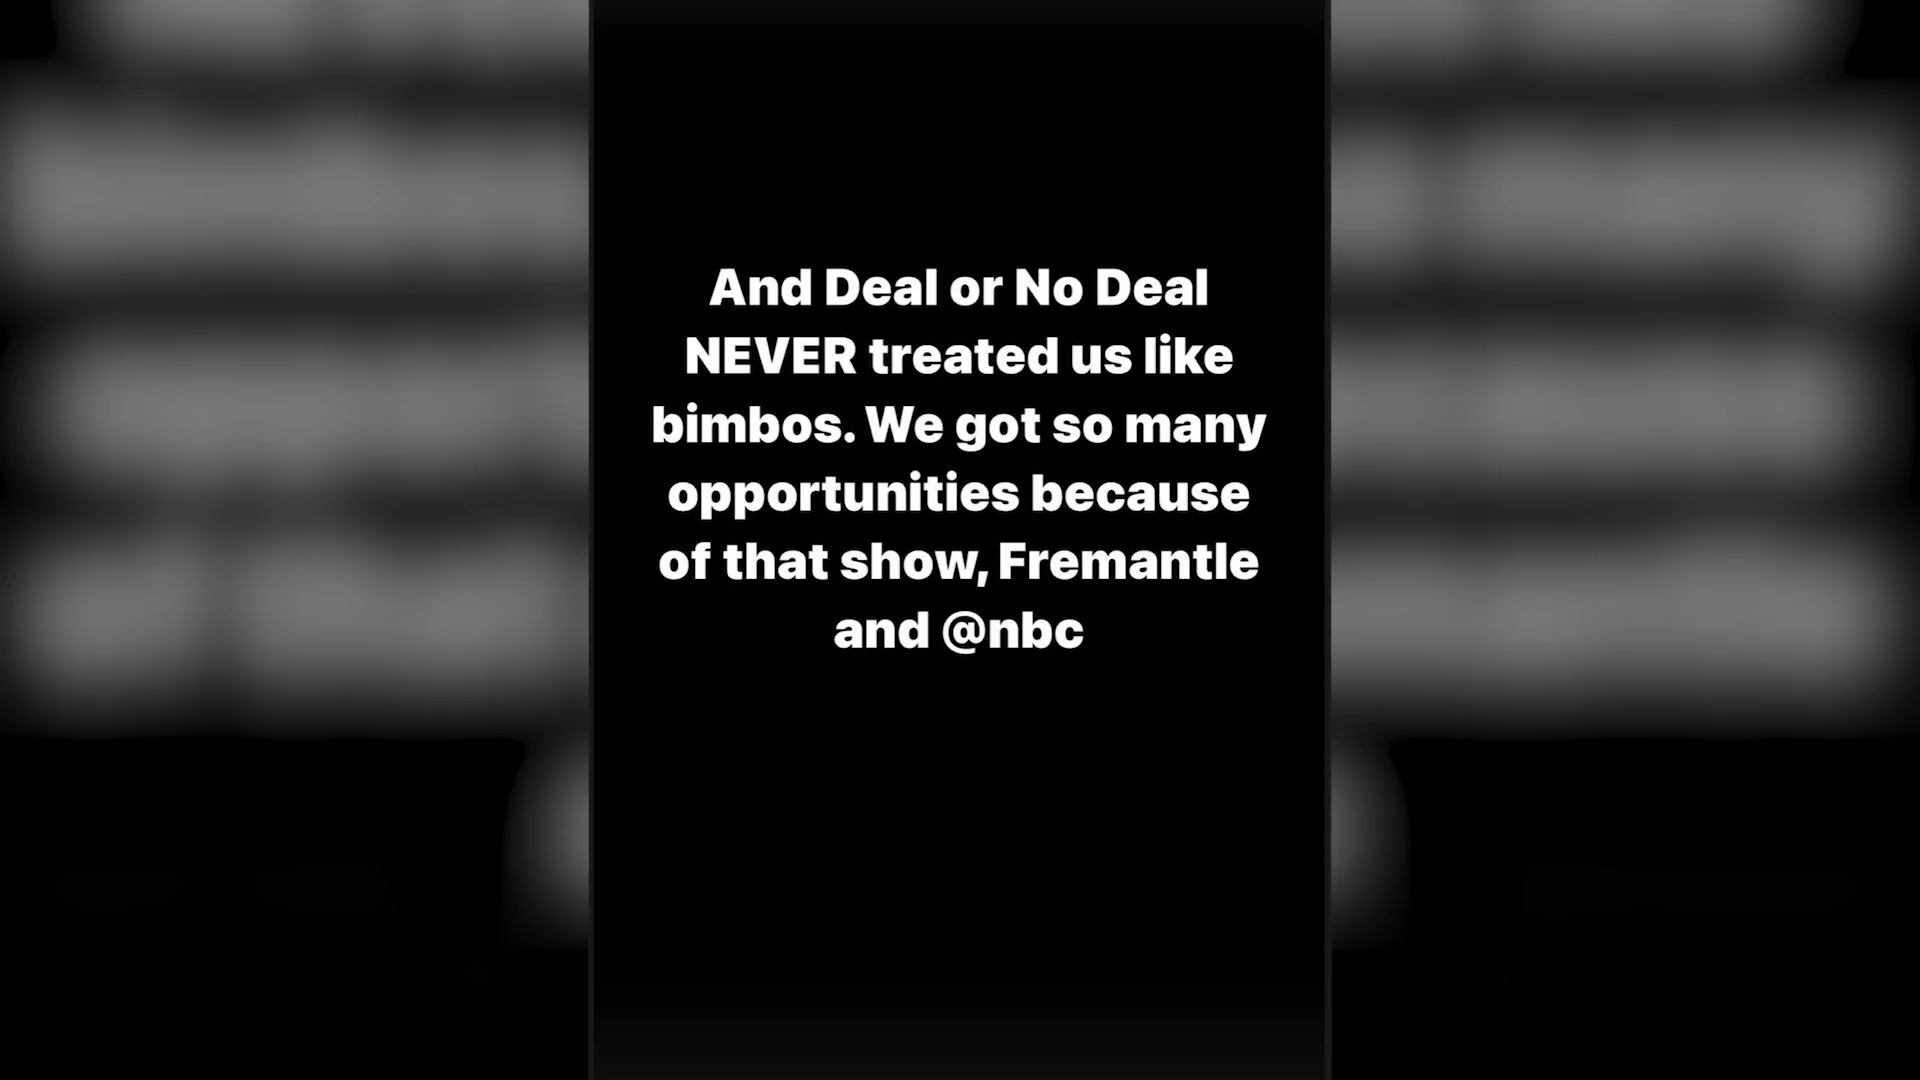 And Deal or No Deal
NEVER treated us like
bimbos. We got so many
opportunities because
of that show, Fremantle
and @nbc